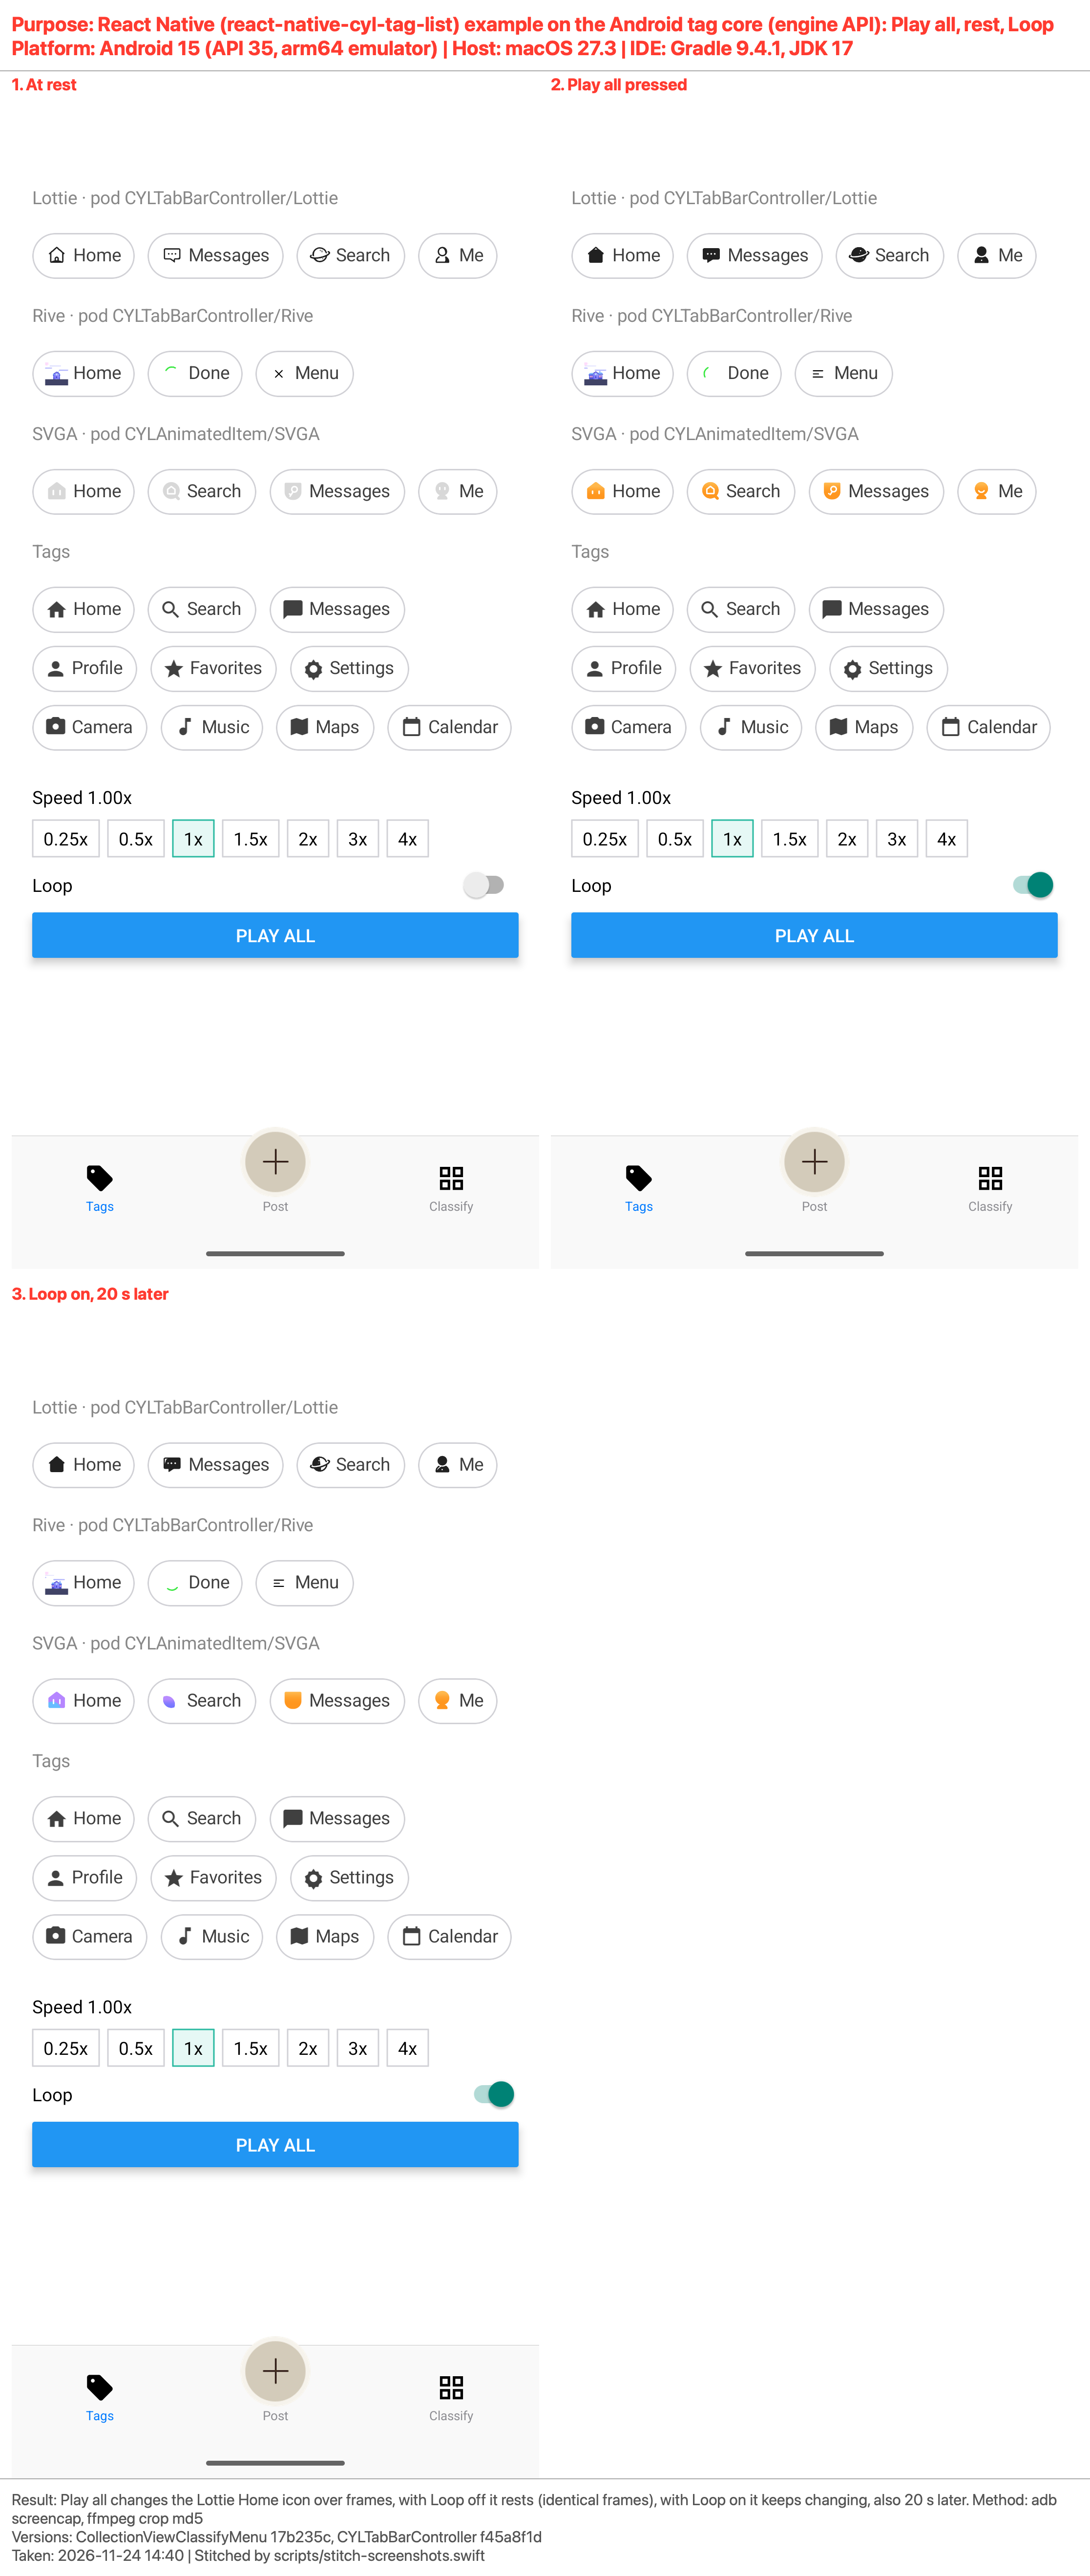 Purpose: React Native (react-native-cyl-tag-list) example on the Android tag core (engine API): Play all, rest, Loop
Platform: Android 15 (API 35, arm64 emulator) | Host: macOS 27.3 | IDE: Gradle 9.4.1, JDK 17
1. At rest
Lottie · pod CYLTabBarController/Lottie
Home Messages Search Me
Rive · pod CYLTabBarController/Rive
Home Done Menu
SVGA · pod CYLAnimatedItem/SVGA
Home Search Messages Me
Tags
Home Search Messages
Profile Favorites Settings
Camera Music Maps Calendar
Speed 1.00x
0.25x 0.5x 1x 1.5x 2x 3x 4x
Loop
PLAY ALL
Tags Post Classify
2. Play all pressed
Lottie · pod CYLTabBarController/Lottie
Home Messages Search Me
Rive · pod CYLTabBarController/Rive
Home Done Menu
SVGA · pod CYLAnimatedItem/SVGA
Home Search Messages Me
Tags
Home Search Messages
Profile Favorites Settings
Camera Music Maps Calendar
Speed 1.00x
0.25x 0.5x 1x 1.5x 2x 3x 4x
Loop
PLAY ALL
Tags Post Classify
3. Loop on, 20 s later
Lottie · pod CYLTabBarController/Lottie
Home Messages Search Me
Rive · pod CYLTabBarController/Rive
Home Done Menu
SVGA · pod CYLAnimatedItem/SVGA
Home Search Messages Me
Tags
Home Search Messages
Profile Favorites Settings
Camera Music Maps Calendar
Speed 1.00x
0.25x 0.5x 1x 1.5x 2x 3x 4x
Loop
PLAY ALL
Tags Post Classify
Result: Play all changes the Lottie Home icon over frames, with Loop off it rests (identical frames), with Loop on it keeps changing, also 20 s later. Method: adb
screencap, ffmpeg crop md5
Versions: CollectionViewClassifyMenu 17b235c, CYLTabBarController f45a8f1d
Taken: 2026-11-24 14:40 | Stitched by scripts/stitch-screenshots.swift